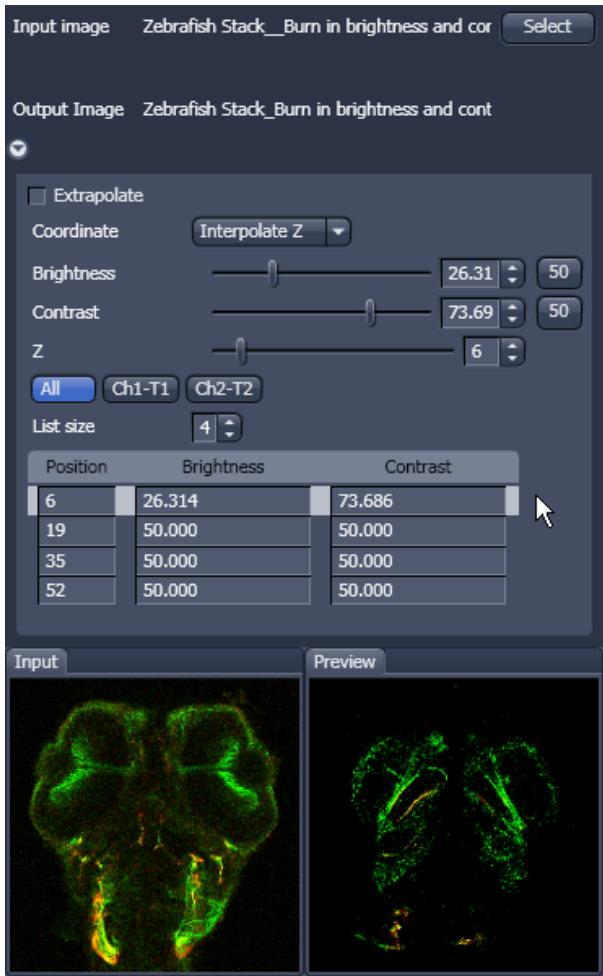 Input image Zebrafish Stack__Burn in brightness and cor Select
Output Image Zebrafish Stack_Burn in brightness and cont
Extrapolate
Coordinate Interpolate Z
Brightness 26.31 50
Contrast 73.69 50
Z 6
All Ch1-T1 Ch2-T2
List size 4
Position Brightness Contrast
6 26.314 73.686
19 50.000 50.000
35 50.000 50.000
52 50.000 50.000
Input Preview